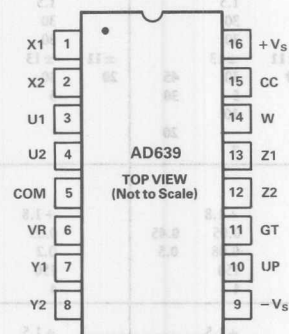 X1 1 16 +Vs
X2 2 15 CC
U1 3 14 W
U2 4 13 Z1
AD639
TOP VIEW
(Not to Scale)
COM 5 12 Z2
VR 6 11 GT
Y1 7 10 UP
Y2 8 9 −Vs